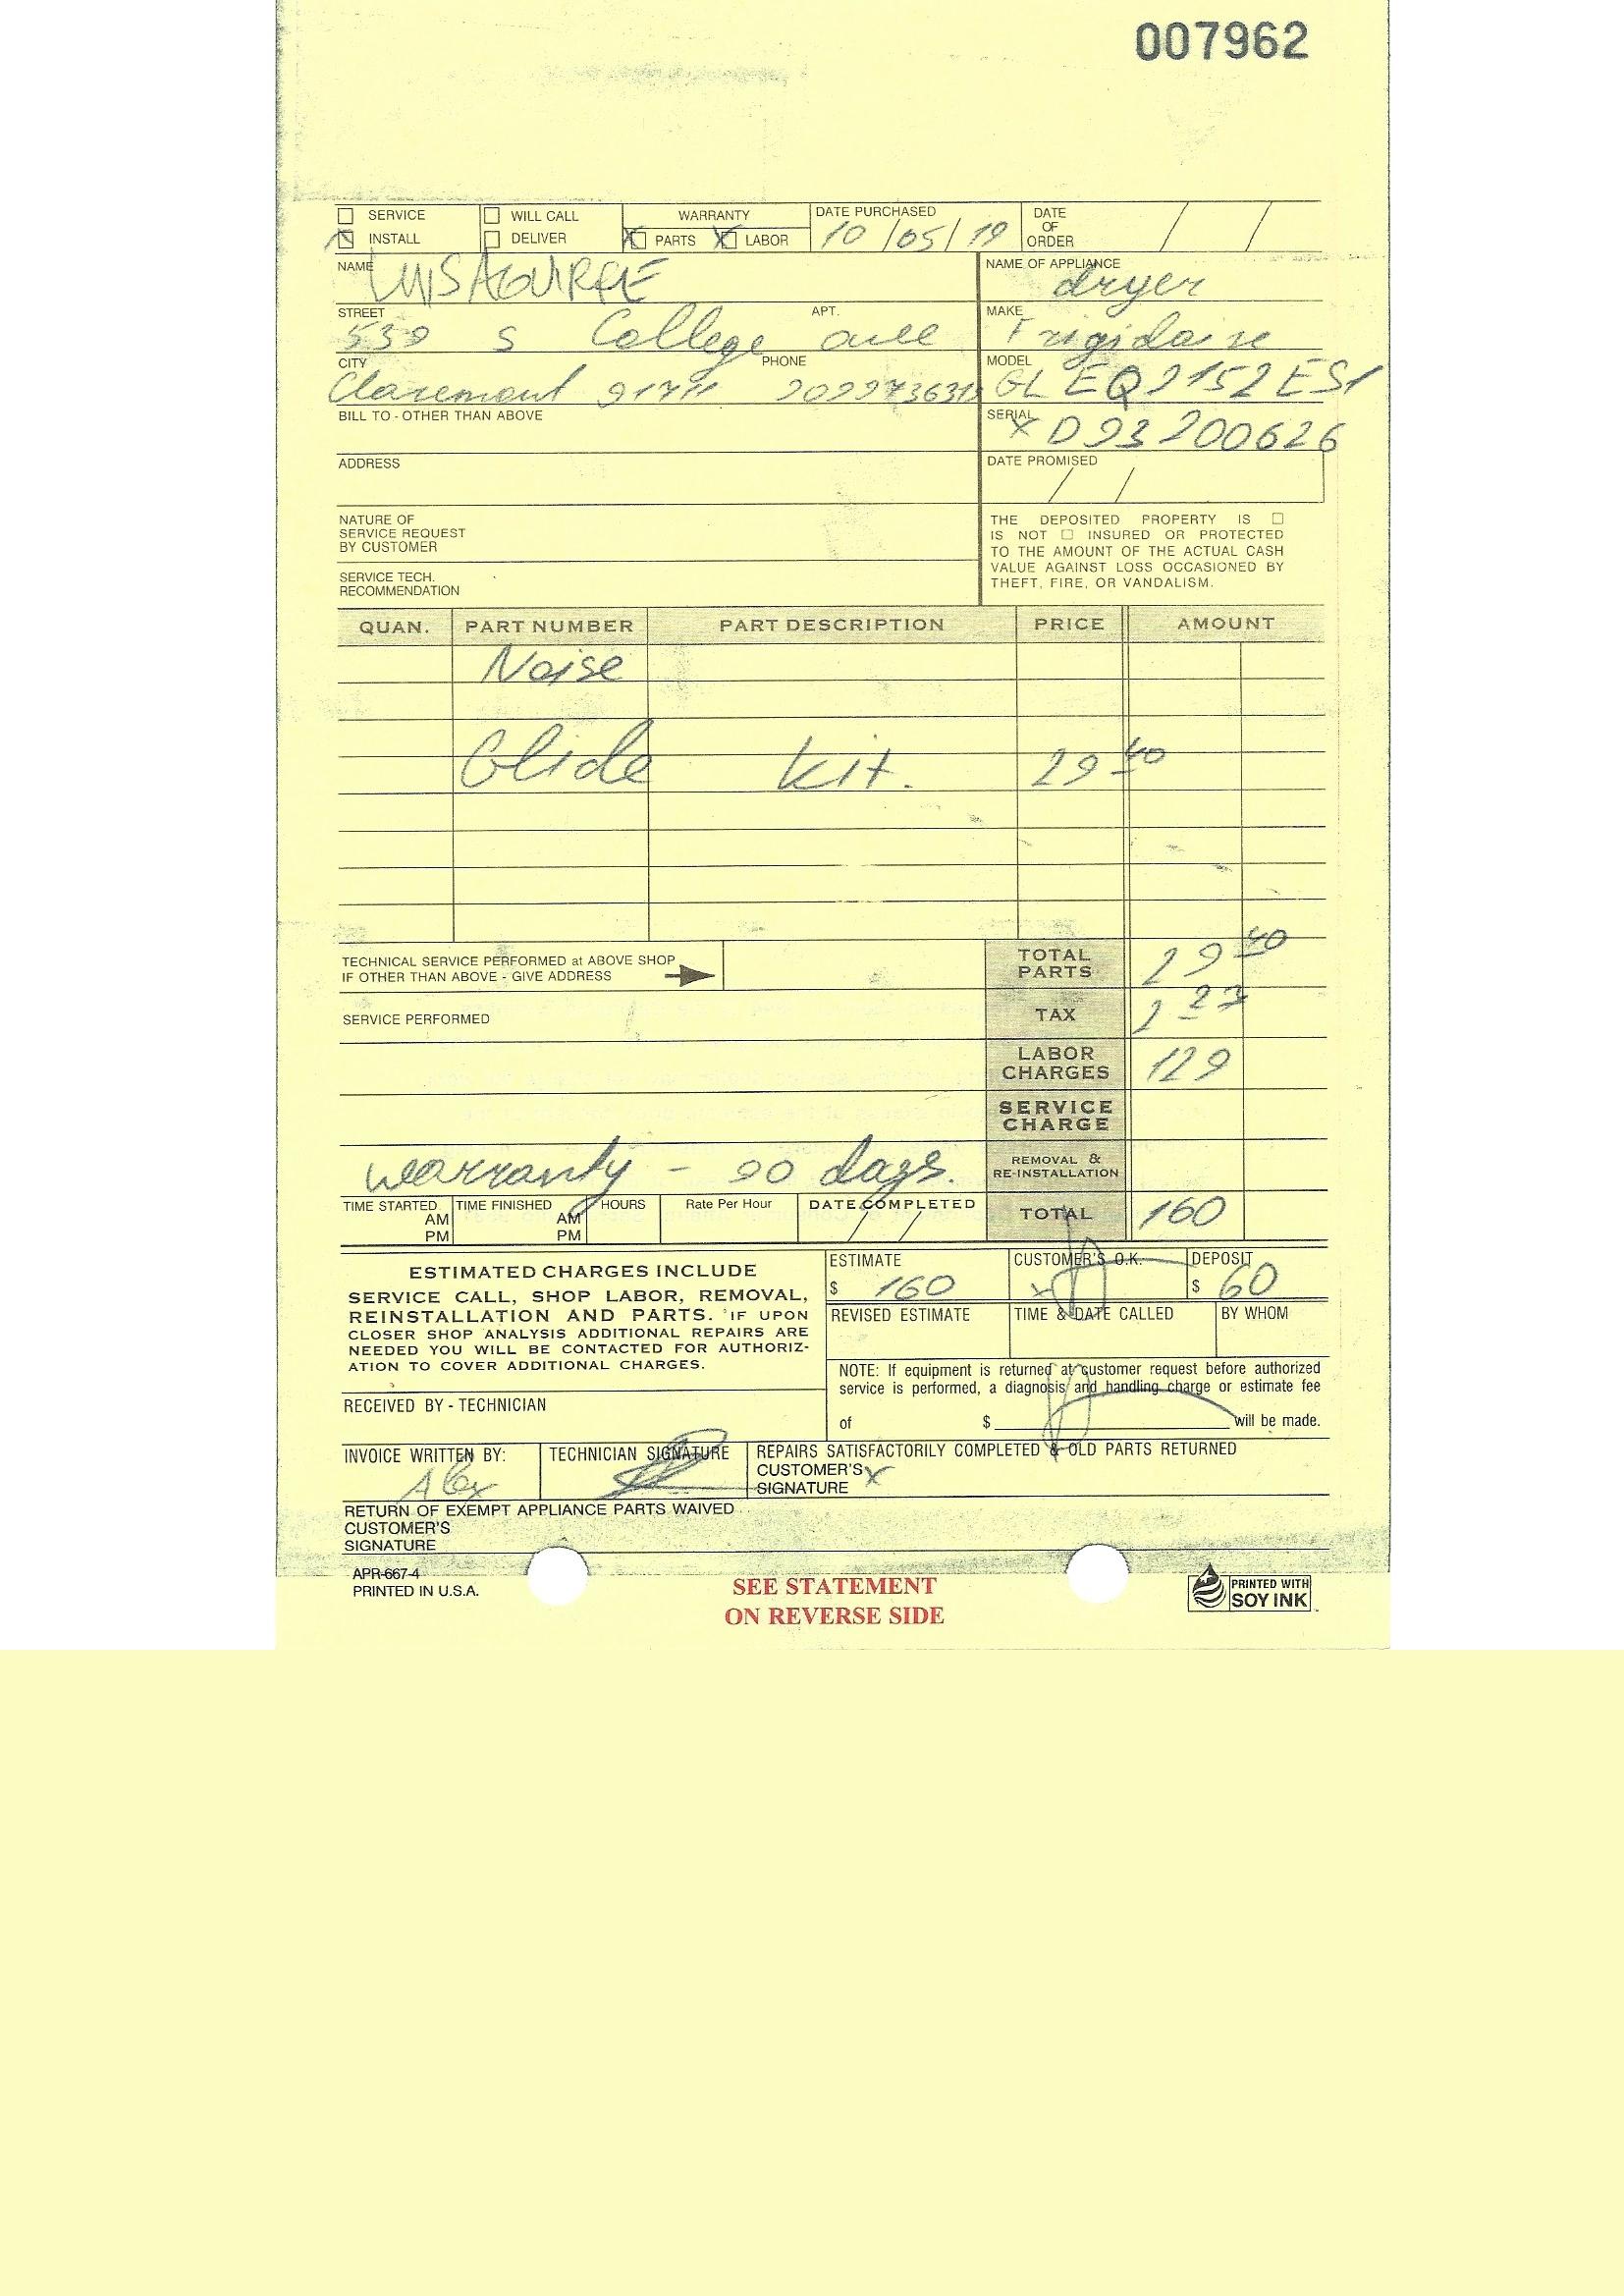 007962
SERVICE WILL CALL WARRANTY DATE PURCHASED DATE OF ORDER
INSTALL DELIVER PARTS LABOR 10/05/19
NAME LUIS AGUIRRE NAME OF APPLIANCE dryer
STREET 539 S College ave APT. MAKE Frigidaire
CITY PHONE MODEL
Claremont 91711 GLEQ2152ES1
BILL TO - OTHER THAN ABOVE SERIAL XD93200626
ADDRESS DATE PROMISED / /
NATURE OF
SERVICE REQUEST
BY CUSTOMER
SERVICE TECH.
RECOMMENDATION
THE DEPOSITED PROPERTY IS
IS NOT INSURED OR PROTECTED
TO THE AMOUNT OF THE ACTUAL CASH
VALUE AGAINST LOSS OCCASIONED BY
THEFT, FIRE, OR VANDALISM.
QUAN. PART NUMBER PART DESCRIPTION PRICE AMOUNT
Noise
Glide kit. 29 40
TECHNICAL SERVICE PERFORMED at ABOVE SHOP
IF OTHER THAN ABOVE - GIVE ADDRESS
TOTAL PARTS 29 40
SERVICE PERFORMED
TAX 2 27
LABOR CHARGES 129
SERVICE CHARGE
warranty - 90 days.
REMOVAL & RE-INSTALLATION
TIME STARTED AM PM TIME FINISHED AM PM HOURS Rate Per Hour DATE COMPLETED / / TOTAL 160
ESTIMATED CHARGES INCLUDE
SERVICE CALL, SHOP LABOR, REMOVAL,
REINSTALLATION AND PARTS. IF UPON
CLOSER SHOP ANALYSIS ADDITIONAL REPAIRS ARE
NEEDED YOU WILL BE CONTACTED FOR AUTHORIZ-
ATION TO COVER ADDITIONAL CHARGES.
ESTIMATE CUSTOMER'S O.K. DEPOSIT
$ 160 x $ 60
REVISED ESTIMATE TIME & DATE CALLED BY WHOM
NOTE: If equipment is returned at customer request before authorized
service is performed, a diagnosis and handling charge or estimate fee
of $ will be made.
RECEIVED BY - TECHNICIAN
INVOICE WRITTEN BY: Alex TECHNICIAN SIGNATURE REPAIRS SATISFACTORILY COMPLETED & OLD PARTS RETURNED
CUSTOMER'S X
SIGNATURE
RETURN OF EXEMPT APPLIANCE PARTS WAIVED
CUSTOMER'S
SIGNATURE
APR-667-4
PRINTED IN U.S.A.
SEE STATEMENT
ON REVERSE SIDE
PRINTED WITH
SOY INK